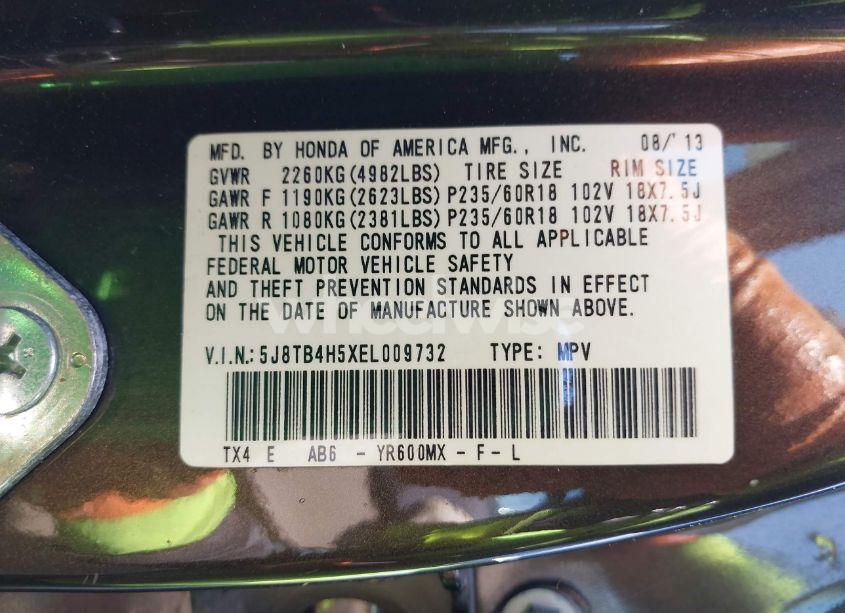 MFD. BY HONDA OF AMERICA MFG., INC. 08/'13
GVWR 2260KG(4982LBS) TIRE SIZE RIM SIZE
GAWR F 1190KG(2623LBS) P235/60R18 102V 18X7.5J
GAWR R 1080KG(2381LBS) P235/60R18 102V 18X7.5J
THIS VEHICLE CONFORMS TO ALL APPLICABLE
FEDERAL MOTOR VEHICLE SAFETY
AND THEFT PREVENTION STANDARDS IN EFFECT
ON THE DATE OF MANUFACTURE SHOWN ABOVE.
wheelwise
V.I.N.:5J8TB4H5XEL009732 TYPE: MPV
TX4 E AB6 - YR600MX - F - L